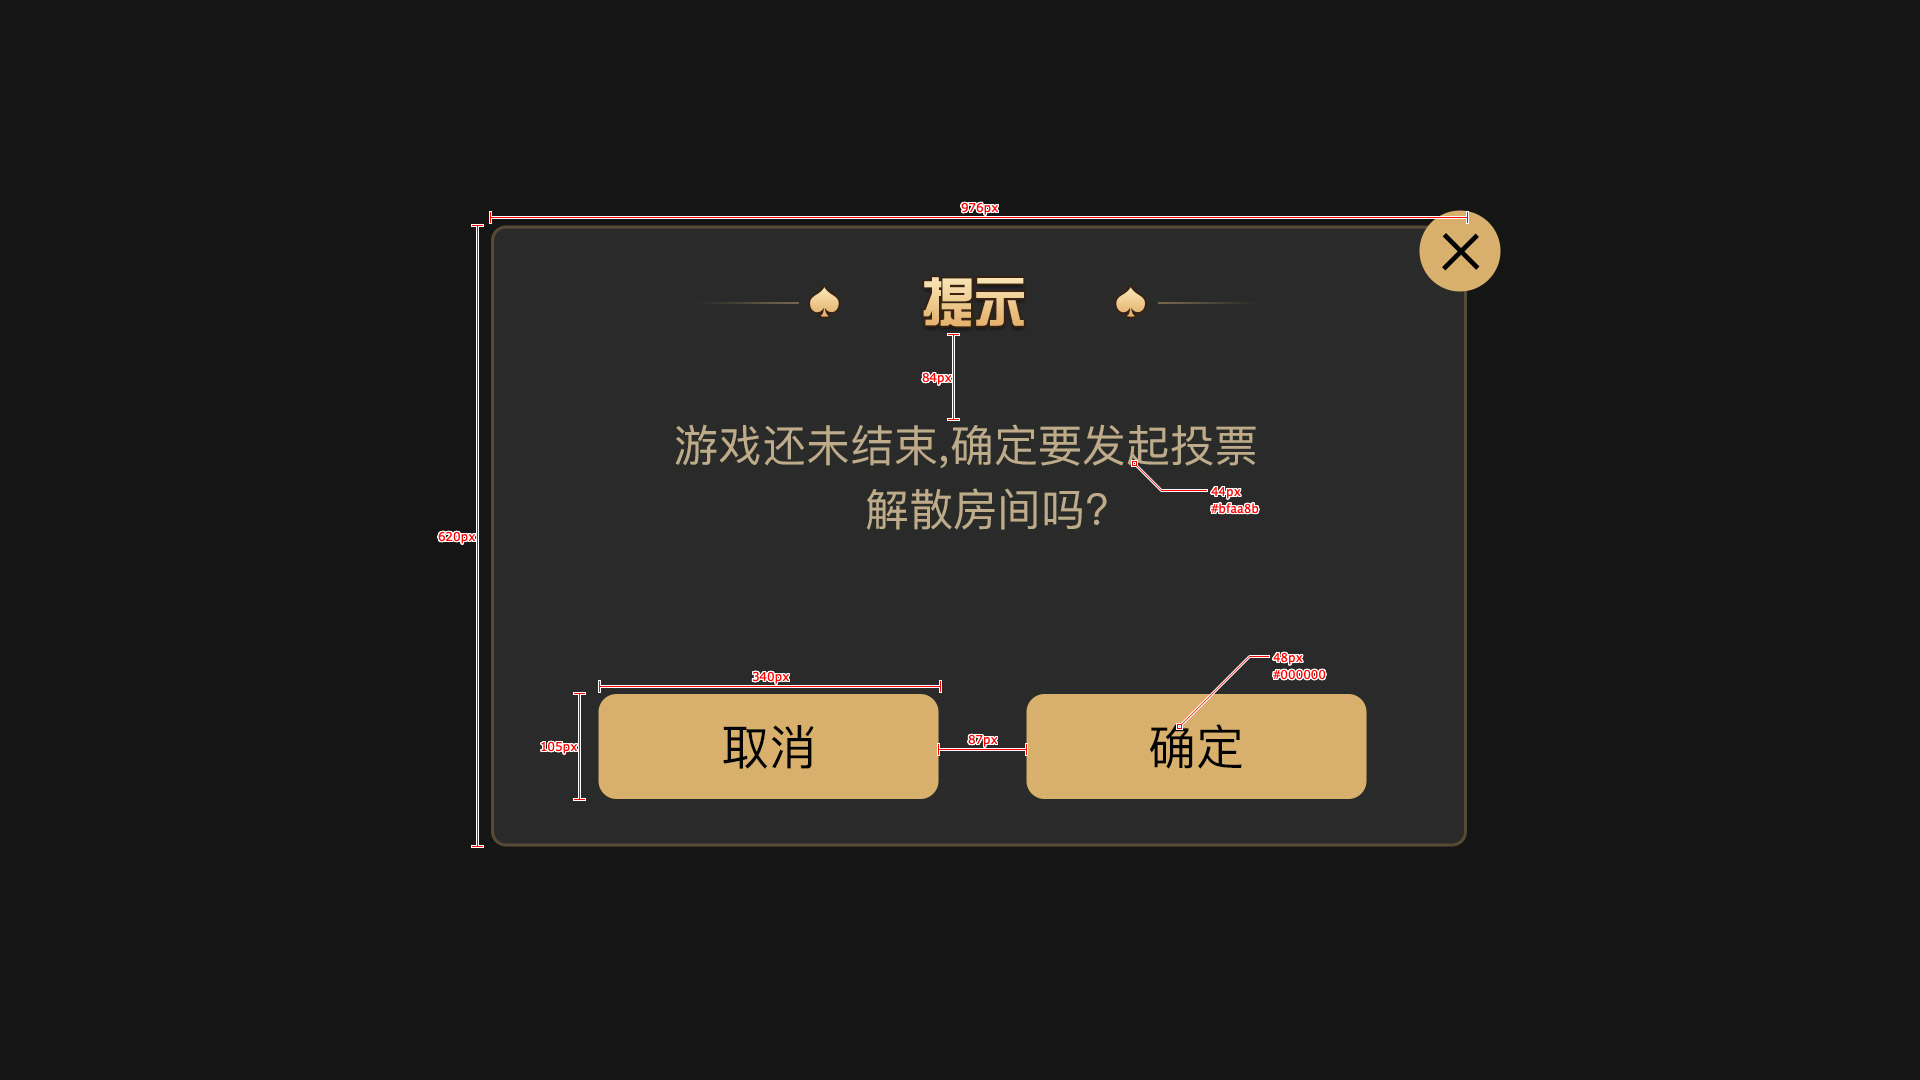 976px
提示
84px
游戏还未结束,确定要发起投票
44px
#bfaa8b
解散房间吗?
620px
48px
#000000
340px
105px
取消
87px
确定